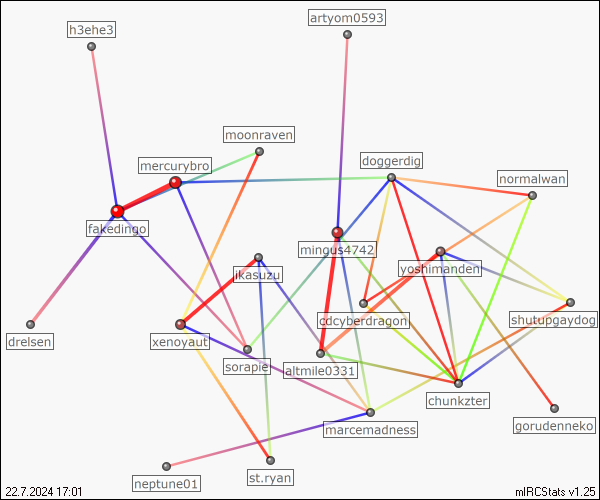 h3ehe3
artyom0593
moonraven
mercurybro
doggerdig
normalwan
fakedingo
mingus4742
ikasuzu
yoshimanden
cdcyberdragon
shutupgaydog
drelsen
xenoyaut
sorapie
altmile0331
chunkzter
marcemadness
gorudenneko
neptune01
st.ryan
22.7.2024 17:01
mIRCStats v1.25